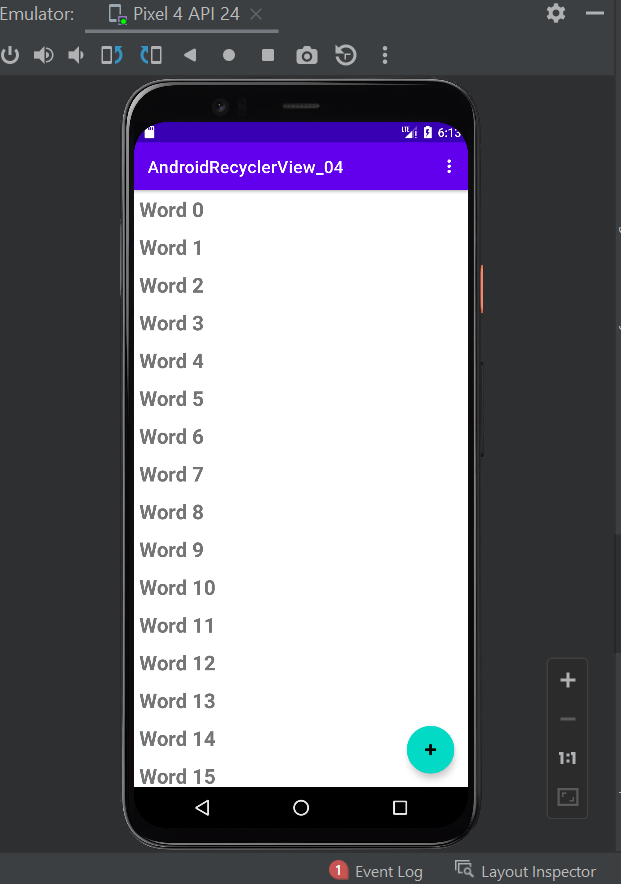 Emulator: Pixel 4 API 24
LTE 6:13
AndroidRecyclerView_04
Word 0
Word 1
Word 2
Word 3
Word 4
Word 5
Word 6
Word 7
Word 8
Word 9
Word 10
Word 11
Word 12
Word 13
Word 14
Word 15
1:1
1 Event Log Layout Inspector